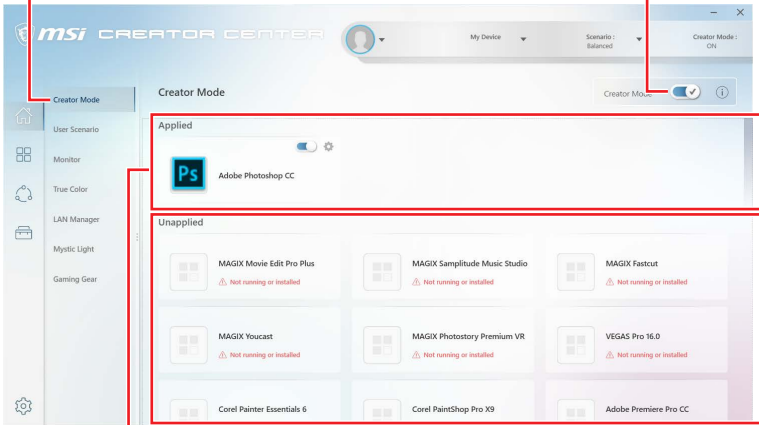 msi CREATOR CENTER
My Device
Scenario :
Balanced
Creator Mode :
ON
Creator Mode
User Scenario
Monitor
True Color
LAN Manager
Mystic Light
Gaming Gear
Creator Mode
Creator Mode
Applied
Ps
Adobe Photoshop CC
Unapplied
MAGIX Movie Edit Pro Plus
Not running or installed
MAGIX Samplitude Music Studio
Not running or installed
MAGIX Fastcut
Not running or installed
MAGIX Youcast
Not running or installed
MAGIX Photostory Premium VR
Not running or installed
VEGAS Pro 16.0
Not running or installed
Corel Painter Essentials 6
Corel PaintShop Pro X9
Adobe Premiere Pro CC